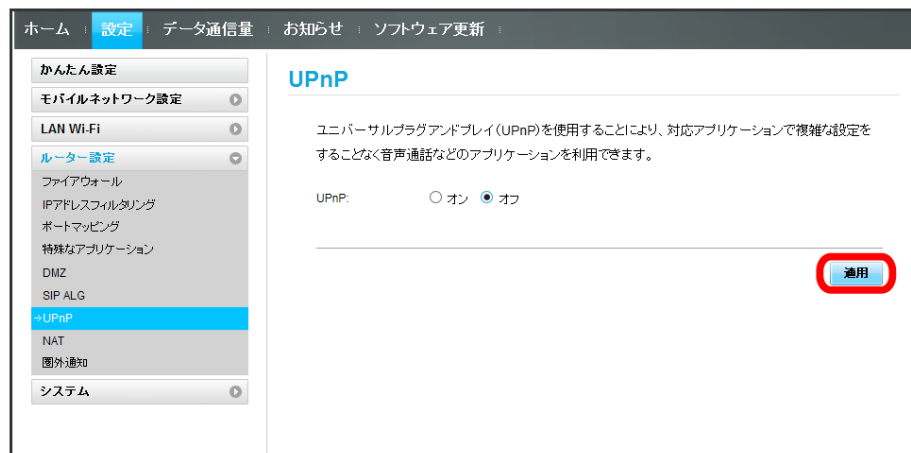 ホーム 設定 データ通信量 お知らせ ソフトウェア更新
かんたん設定
モバイルネットワーク設定
LAN Wi-Fi
ルーター設定
ファイアウォール
IPアドレスフィルタリング
ポートマッピング
特殊なアプリケーション
DMZ
SIP ALG
→UPnP
NAT
圏外通知
システム
UPnP
ユニバーサルプラグアンドプレイ(UPnP)を使用することにより、対応アプリケーションで複雑な設定を
することなく音声通話などのアプリケーションを利用できます。
UPnP: オン オフ
適用